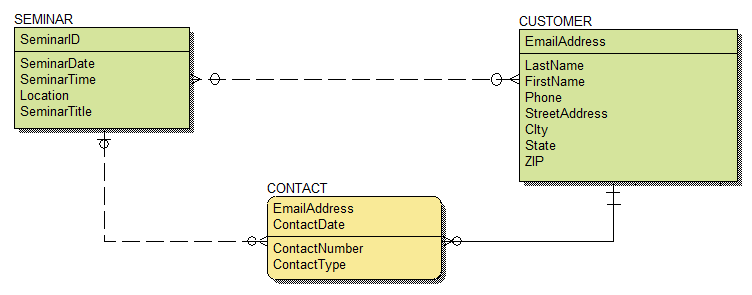 SEMINAR
SeminarID
SeminarDate
SeminarTime
Location
SeminarTitle
CUSTOMER
EmailAddress
LastName
FirstName
Phone
StreetAddress
CIty
State
ZIP
CONTACT
EmailAddress
ContactDate
ContactNumber
ContactType